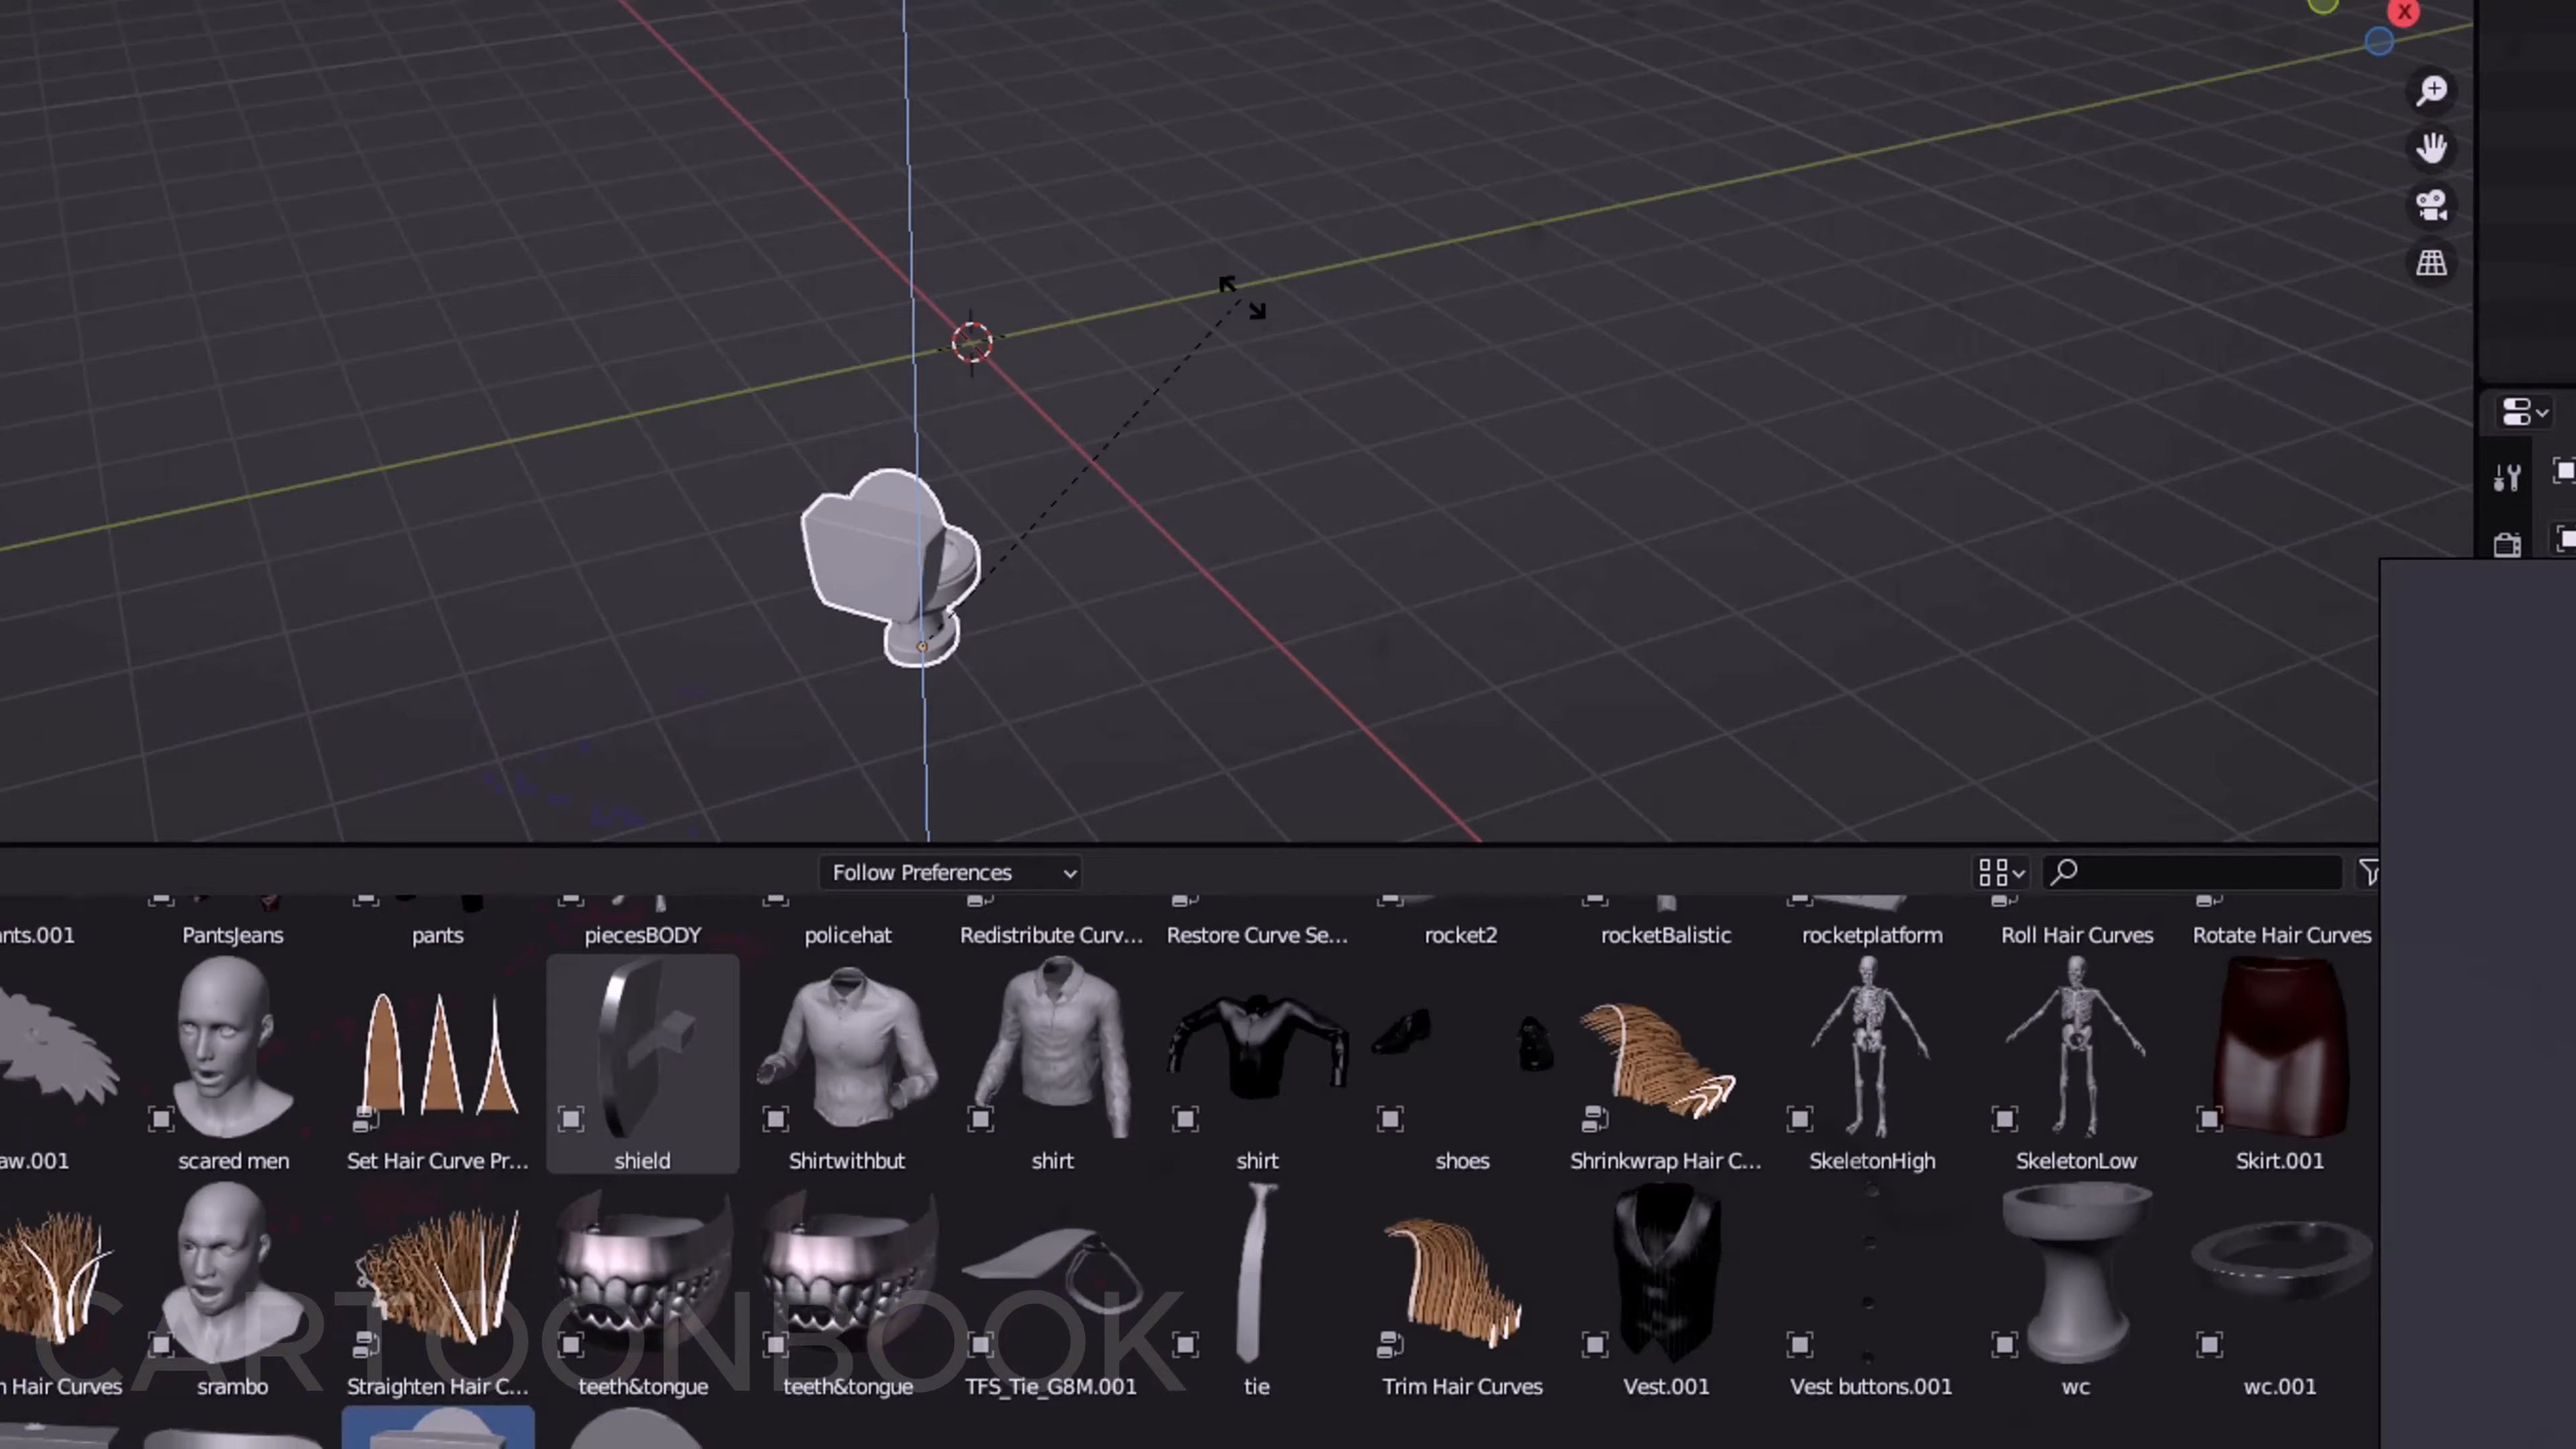 X
Follow Preferences
nts.001 PantsJeans pants piecesBODY policehat Redistribute Curv... Restore Curve Se... rocket2 rocketBalistic rocketplatform Roll Hair Curves Rotate Hair Curves
aw.001 scared men Set Hair Curve Pr... shield Shirtwithbut shirt shirt shoes Shrinkwrap Hair C... SkeletonHigh SkeletonLow Skirt.001
CARTOONBOOK
n Hair Curves srambo Straighten Hair C... teeth&tongue teeth&tongue TFS_Tie_G8M.001 tie Trim Hair Curves Vest.001 Vest buttons.001 wc wc.001